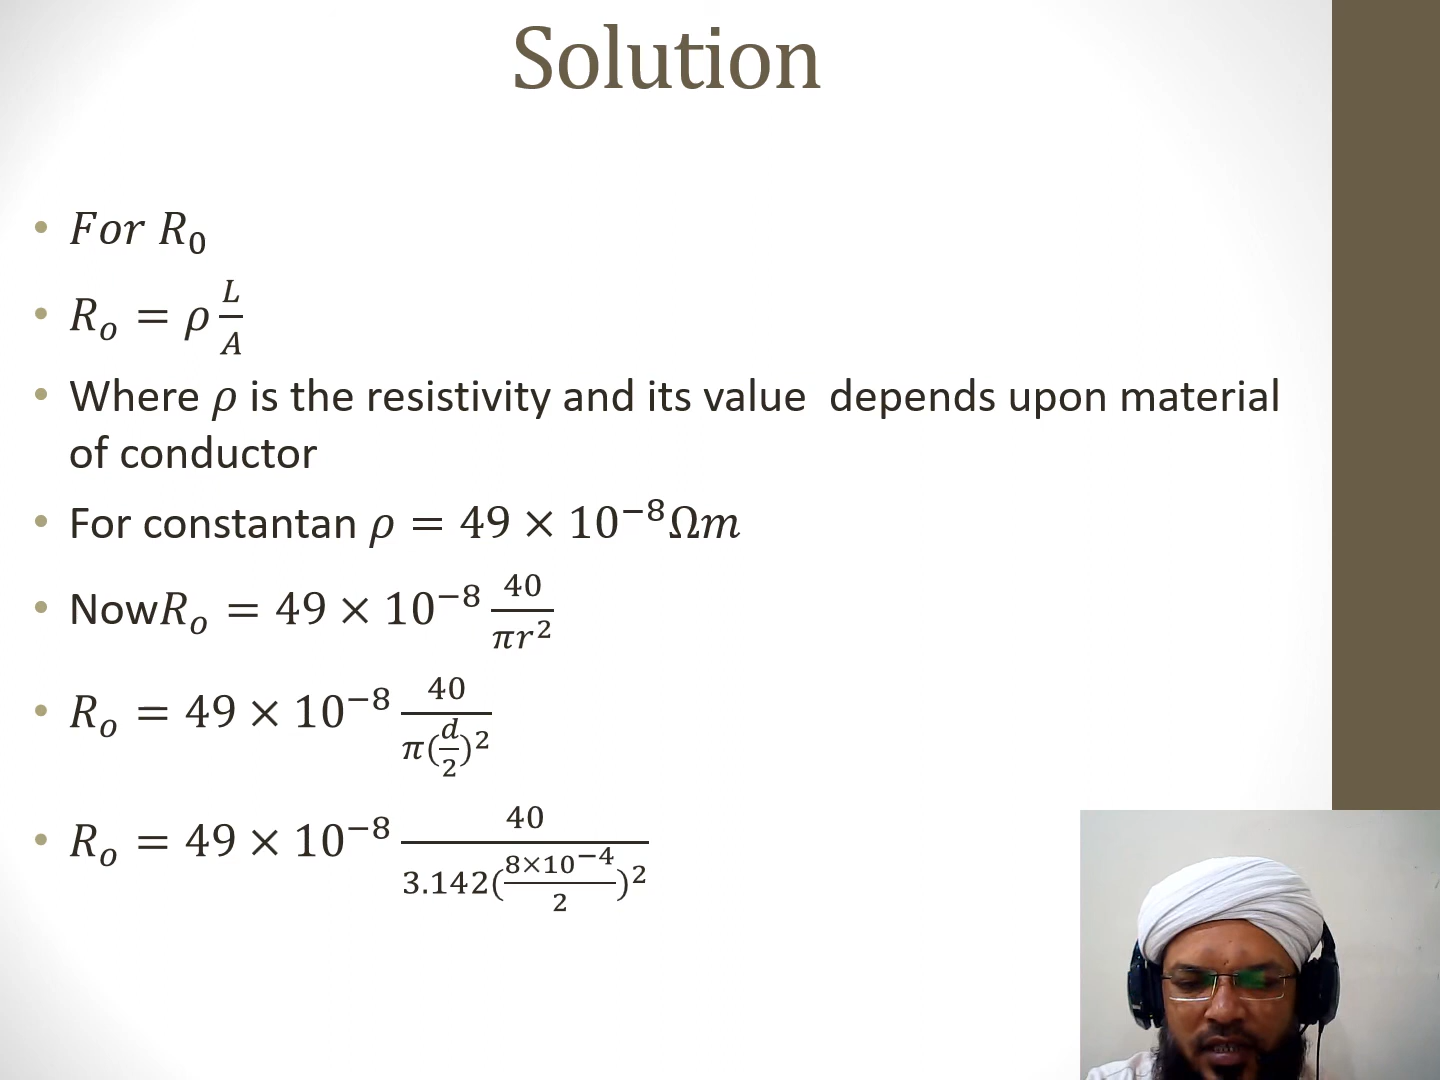 Solution
• For R₀
• Rₒ = ρ L/A
• Where ρ is the resistivity and its value depends upon material
of conductor
• For constantan ρ = 49 × 10⁻⁸Ωm
• NowRₒ = 49 × 10⁻⁸ 40/πr²
• Rₒ = 49 × 10⁻⁸ 40/π(d/2)²
• Rₒ = 49 × 10⁻⁸ 40/3.142(8×10⁻⁴/2)²